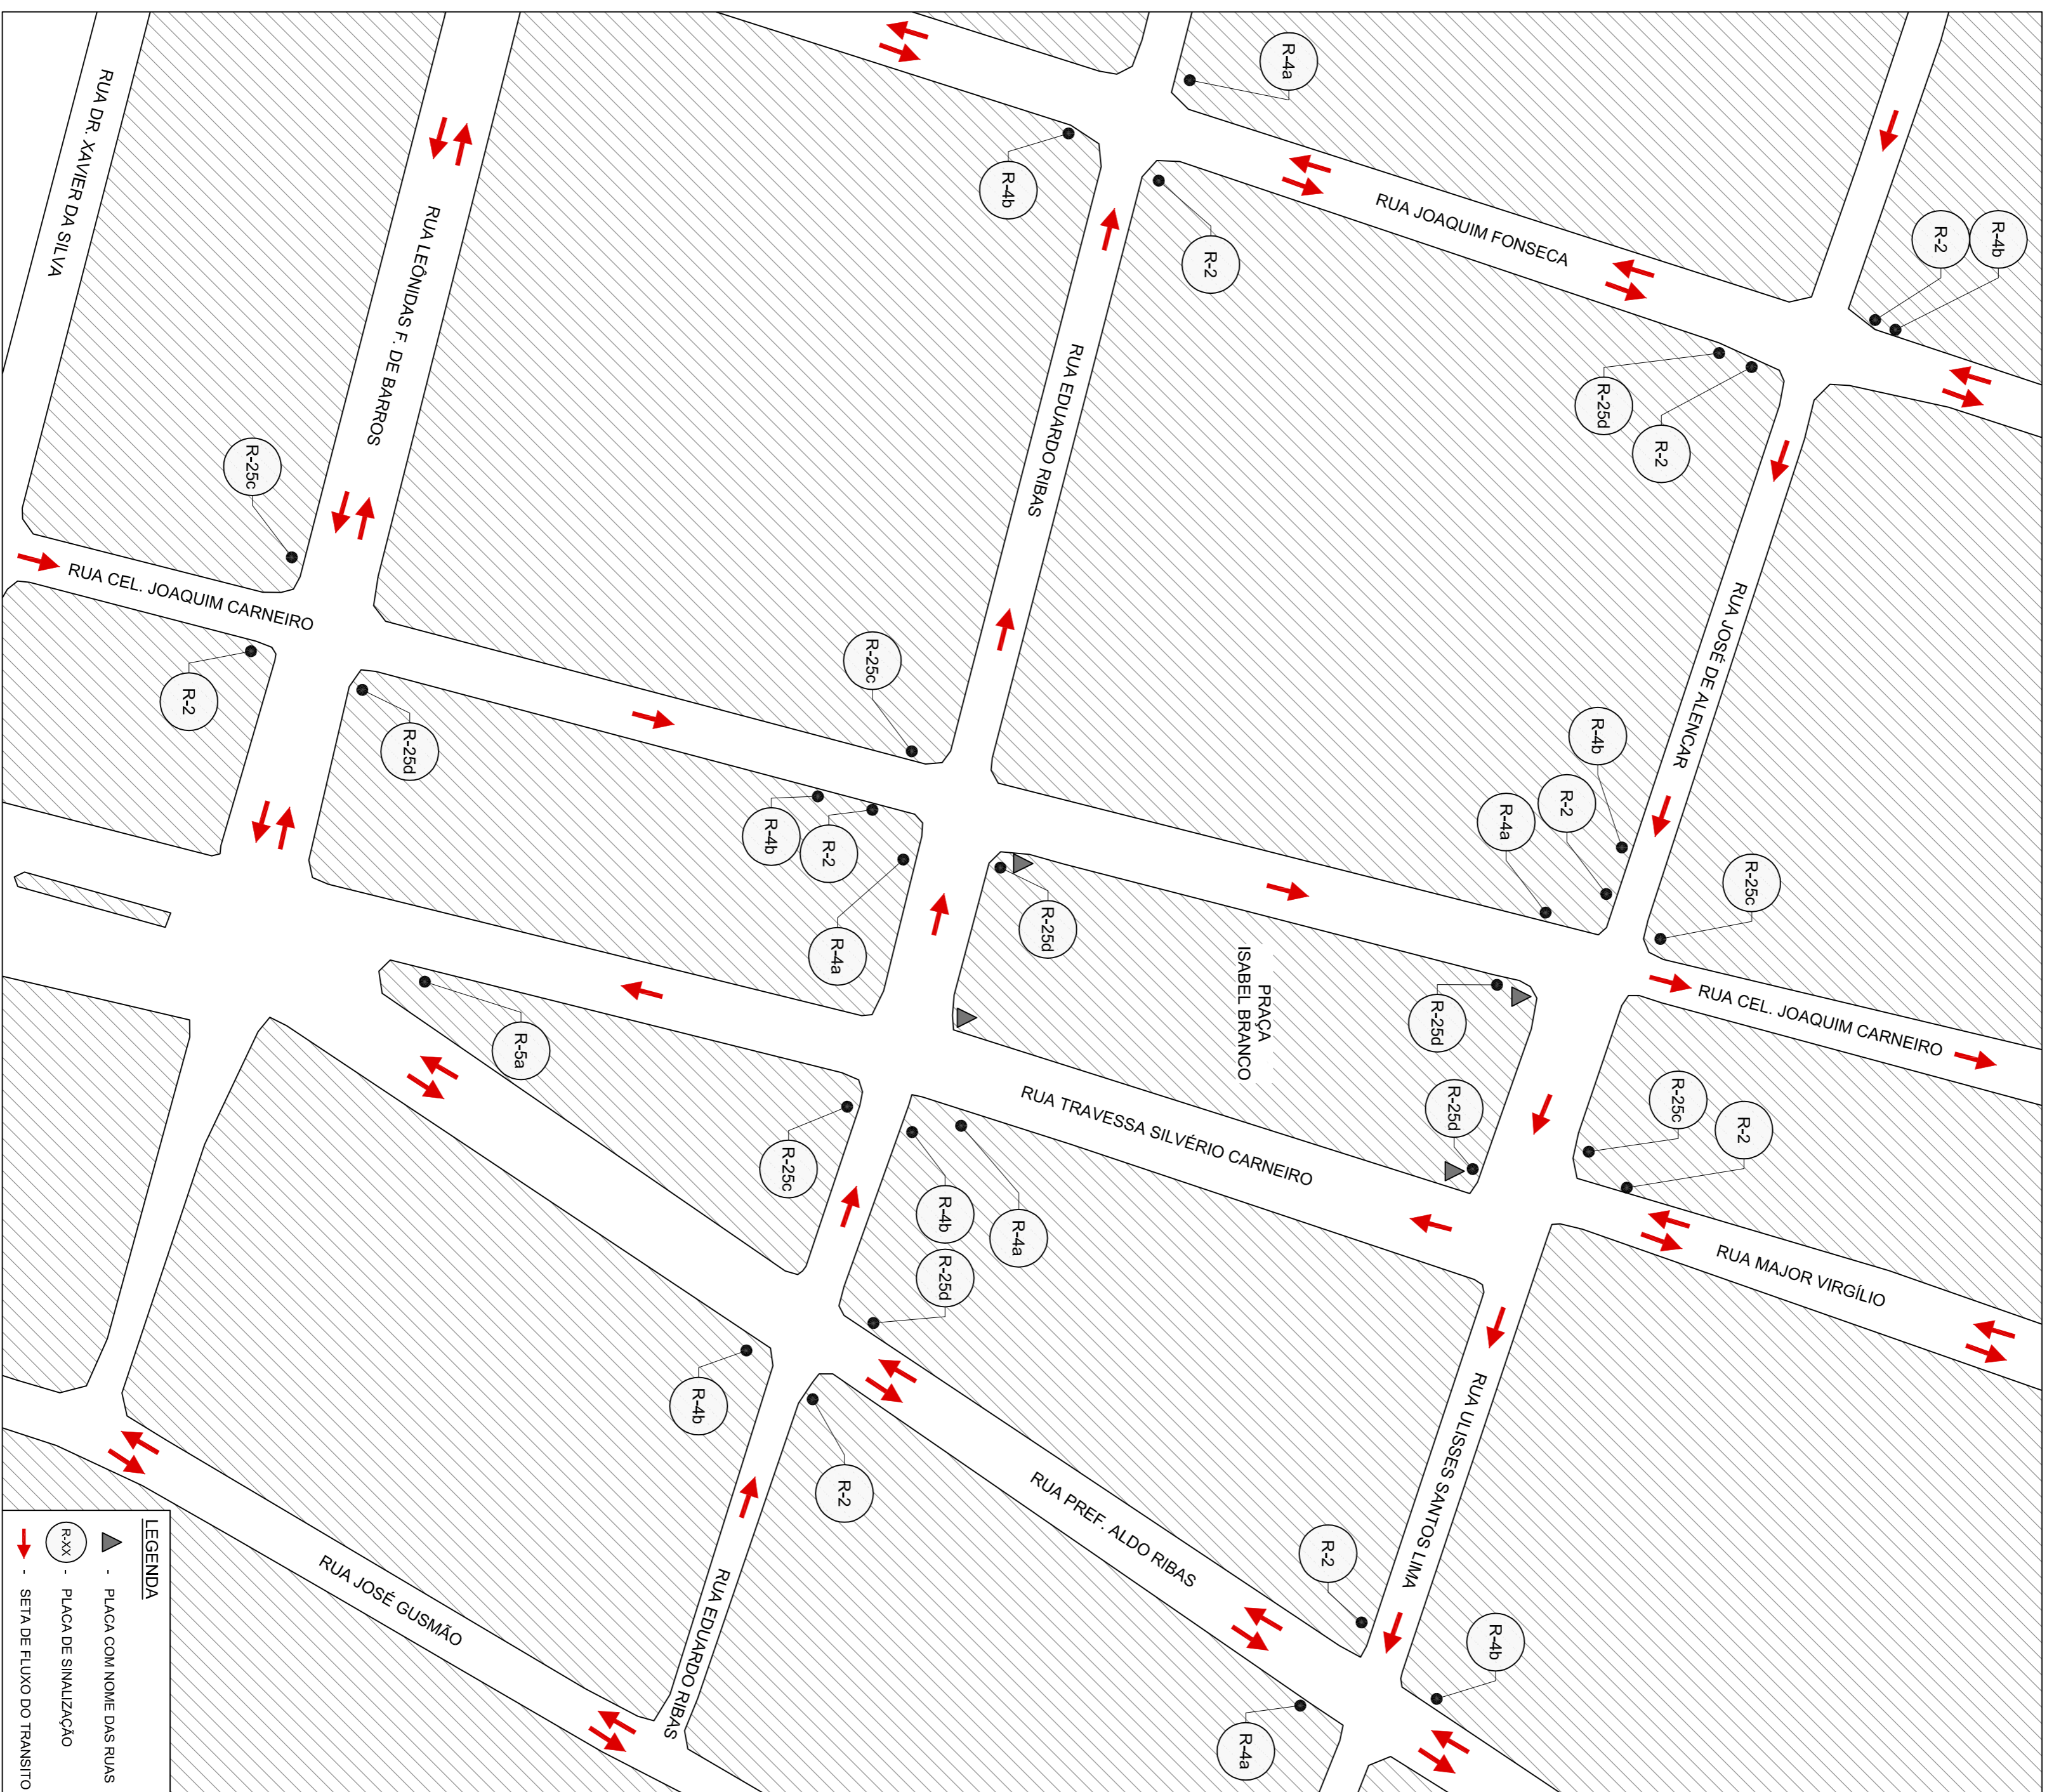 R-4a
R-4b
R-2
RUA JOAQUIM FONSECA
R-2
R-4b
R-25d
R-2
RUA DR. XAVIER DA SILVA
RUA LEÔNIDAS F. DE BARROS
RUA EDUARDO RIBAS
RUA JOSÉ DE ALENCAR
R-25c
RUA CEL. JOAQUIM CARNEIRO
R-2
R-25d
R-25c
R-4b
R-2
R-4a
R-4b
R-2
R-4a
R-25c
R-25d
PRAÇA
ISABEL BRANCO
R-25d
R-25d
RUA CEL. JOAQUIM CARNEIRO
R-25c
R-2
R-5a
R-25c
RUA TRAVESSA SILVÉRIO CARNEIRO
R-4b
R-4a
R-25d
RUA MAJOR VIRGÍLIO
R-4b
R-2
RUA PREF. ALDO RIBAS
RUA ULISSES SANTOS LIMA
R-2
R-4b
R-4a
RUA EDUARDO RIBAS
RUA JOSÉ GUSMÃO
LEGENDA
- PLACA COM NOME DAS RUAS
R-XX - PLACA DE SINALIZAÇÃO
- SETA DE FLUXO DO TRANSITO